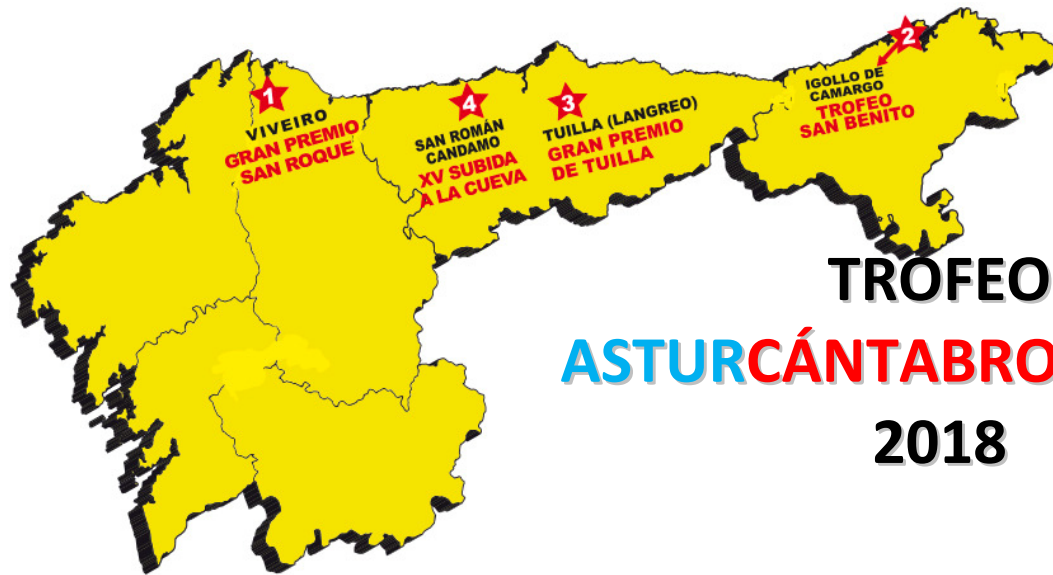 1
VIVEIRO
GRAN PREMIO
SAN ROQUE
4
SAN ROMÁN
CANDAMO
XV SUBIDA
A LA CUEVA
3
TUILLA (LANGREO)
GRAN PREMIO
DE TUILLA
2
IGOLLO DE
CAMARGO
TROFEO
SAN BENITO
TROFEO
ASTURCÁNTABRO
2018